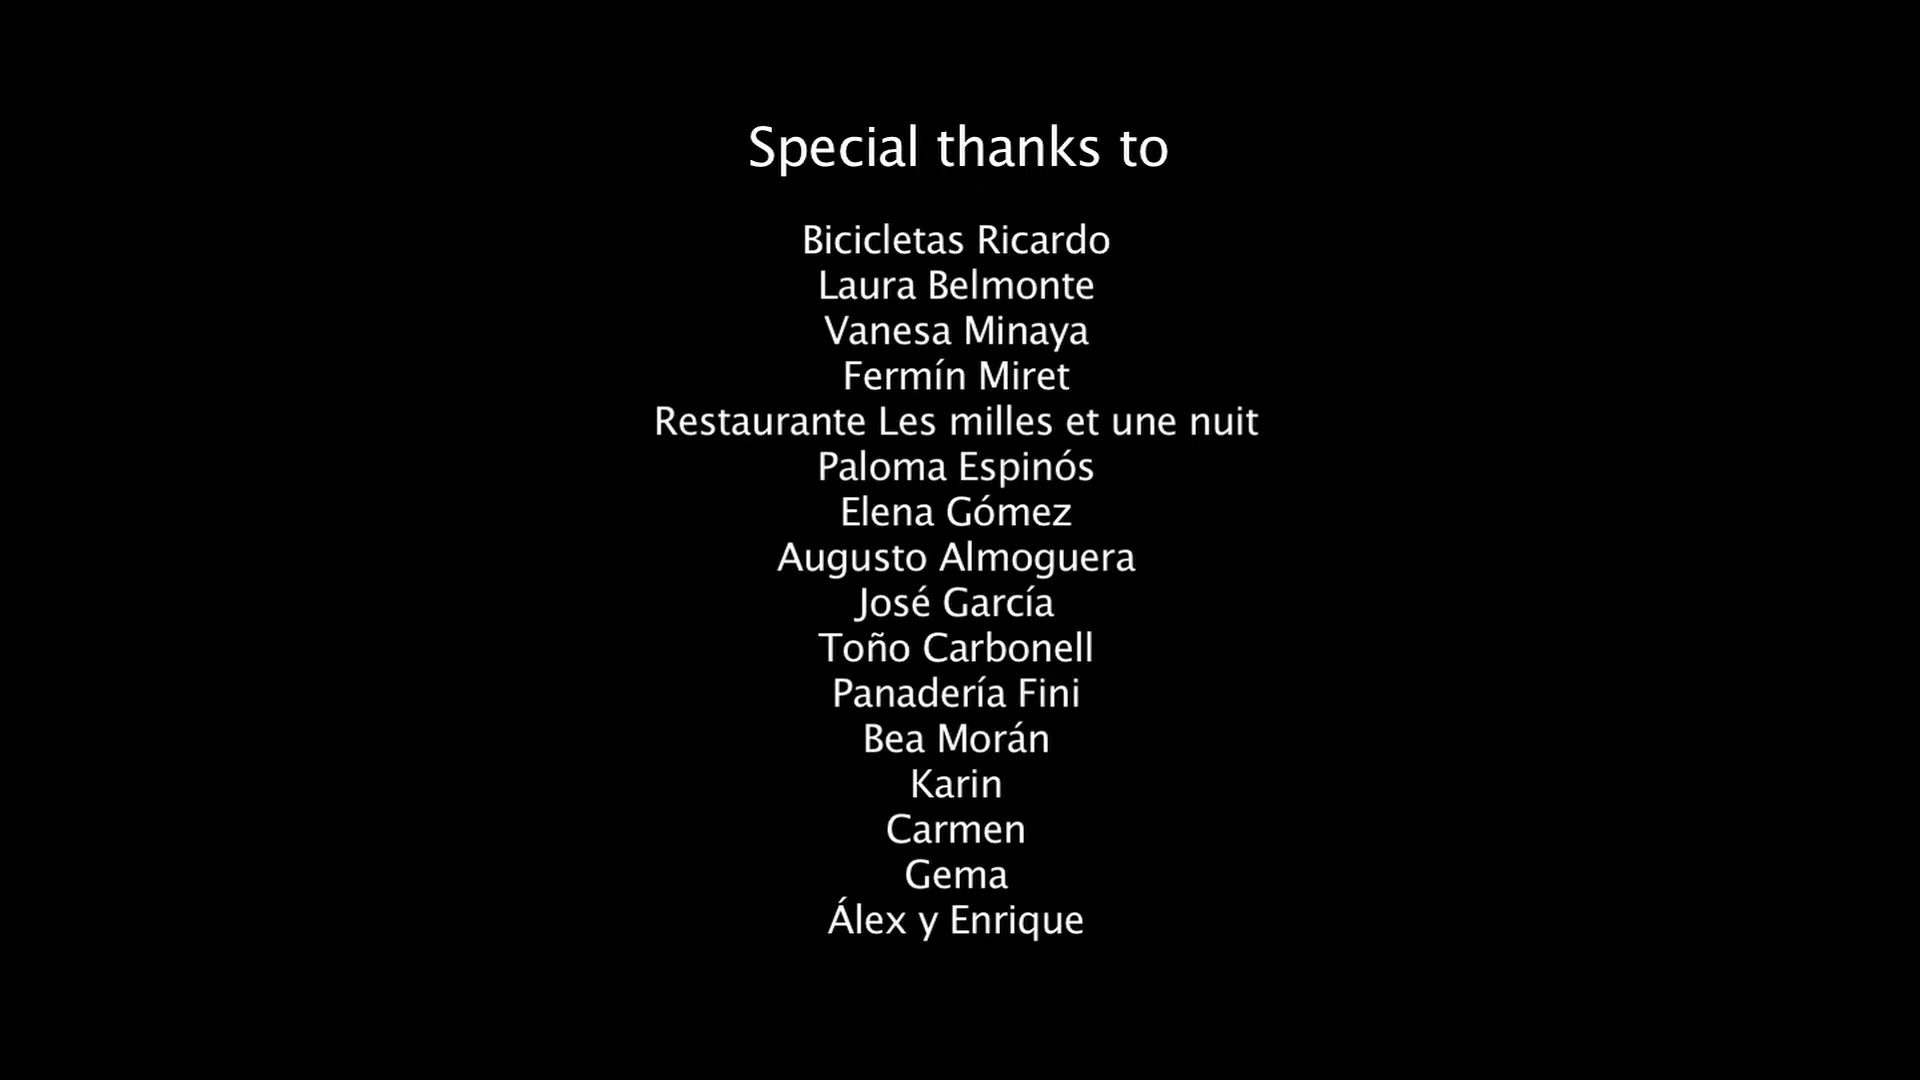 Special thanks to
Bicicletas Ricardo
Laura Belmonte
Vanesa Minaya
Fermín Miret
Restaurante Les milles et une nuit
Paloma Espinós
Elena Gómez
Augusto Almoguera
José García
Toño Carbonell
Panadería Fini
Bea Morán
Karin
Carmen
Gema
Álex y Enrique